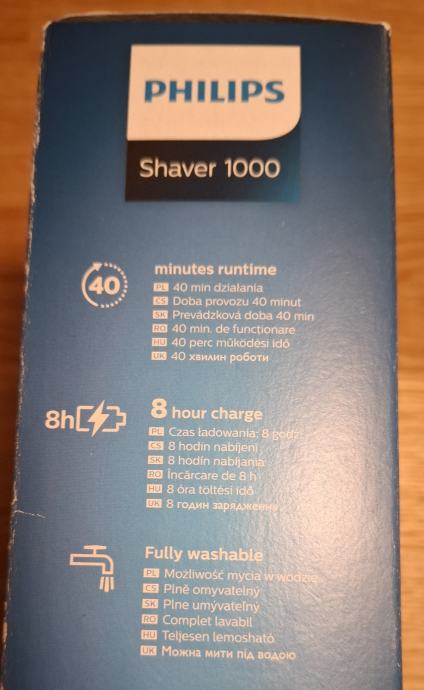 PHILIPS
Shaver 1000
40
minutes runtime
PL 40 min działania
CS Doba provozu 40 minut
SK Prevádzková doba 40 min
RO 40 min. de funcționare
HU 40 perc működési idő
UK 40 хвилин роботи
8h
8 hour charge
PL Czas ładowania: 8 godz.
CS 8 hodin nabíjení
SK 8 hodín nabíjania
RO Încărcare de 8 h
HU 8 óra töltési idő
UK 8 годин зарядження
Fully washable
PL Możliwość mycia w wodzie
CS Plně omyvatelný
SK Plne umývateľný
RO Complet lavabil
HU Teljesen lemosható
UK Можна мити під водою